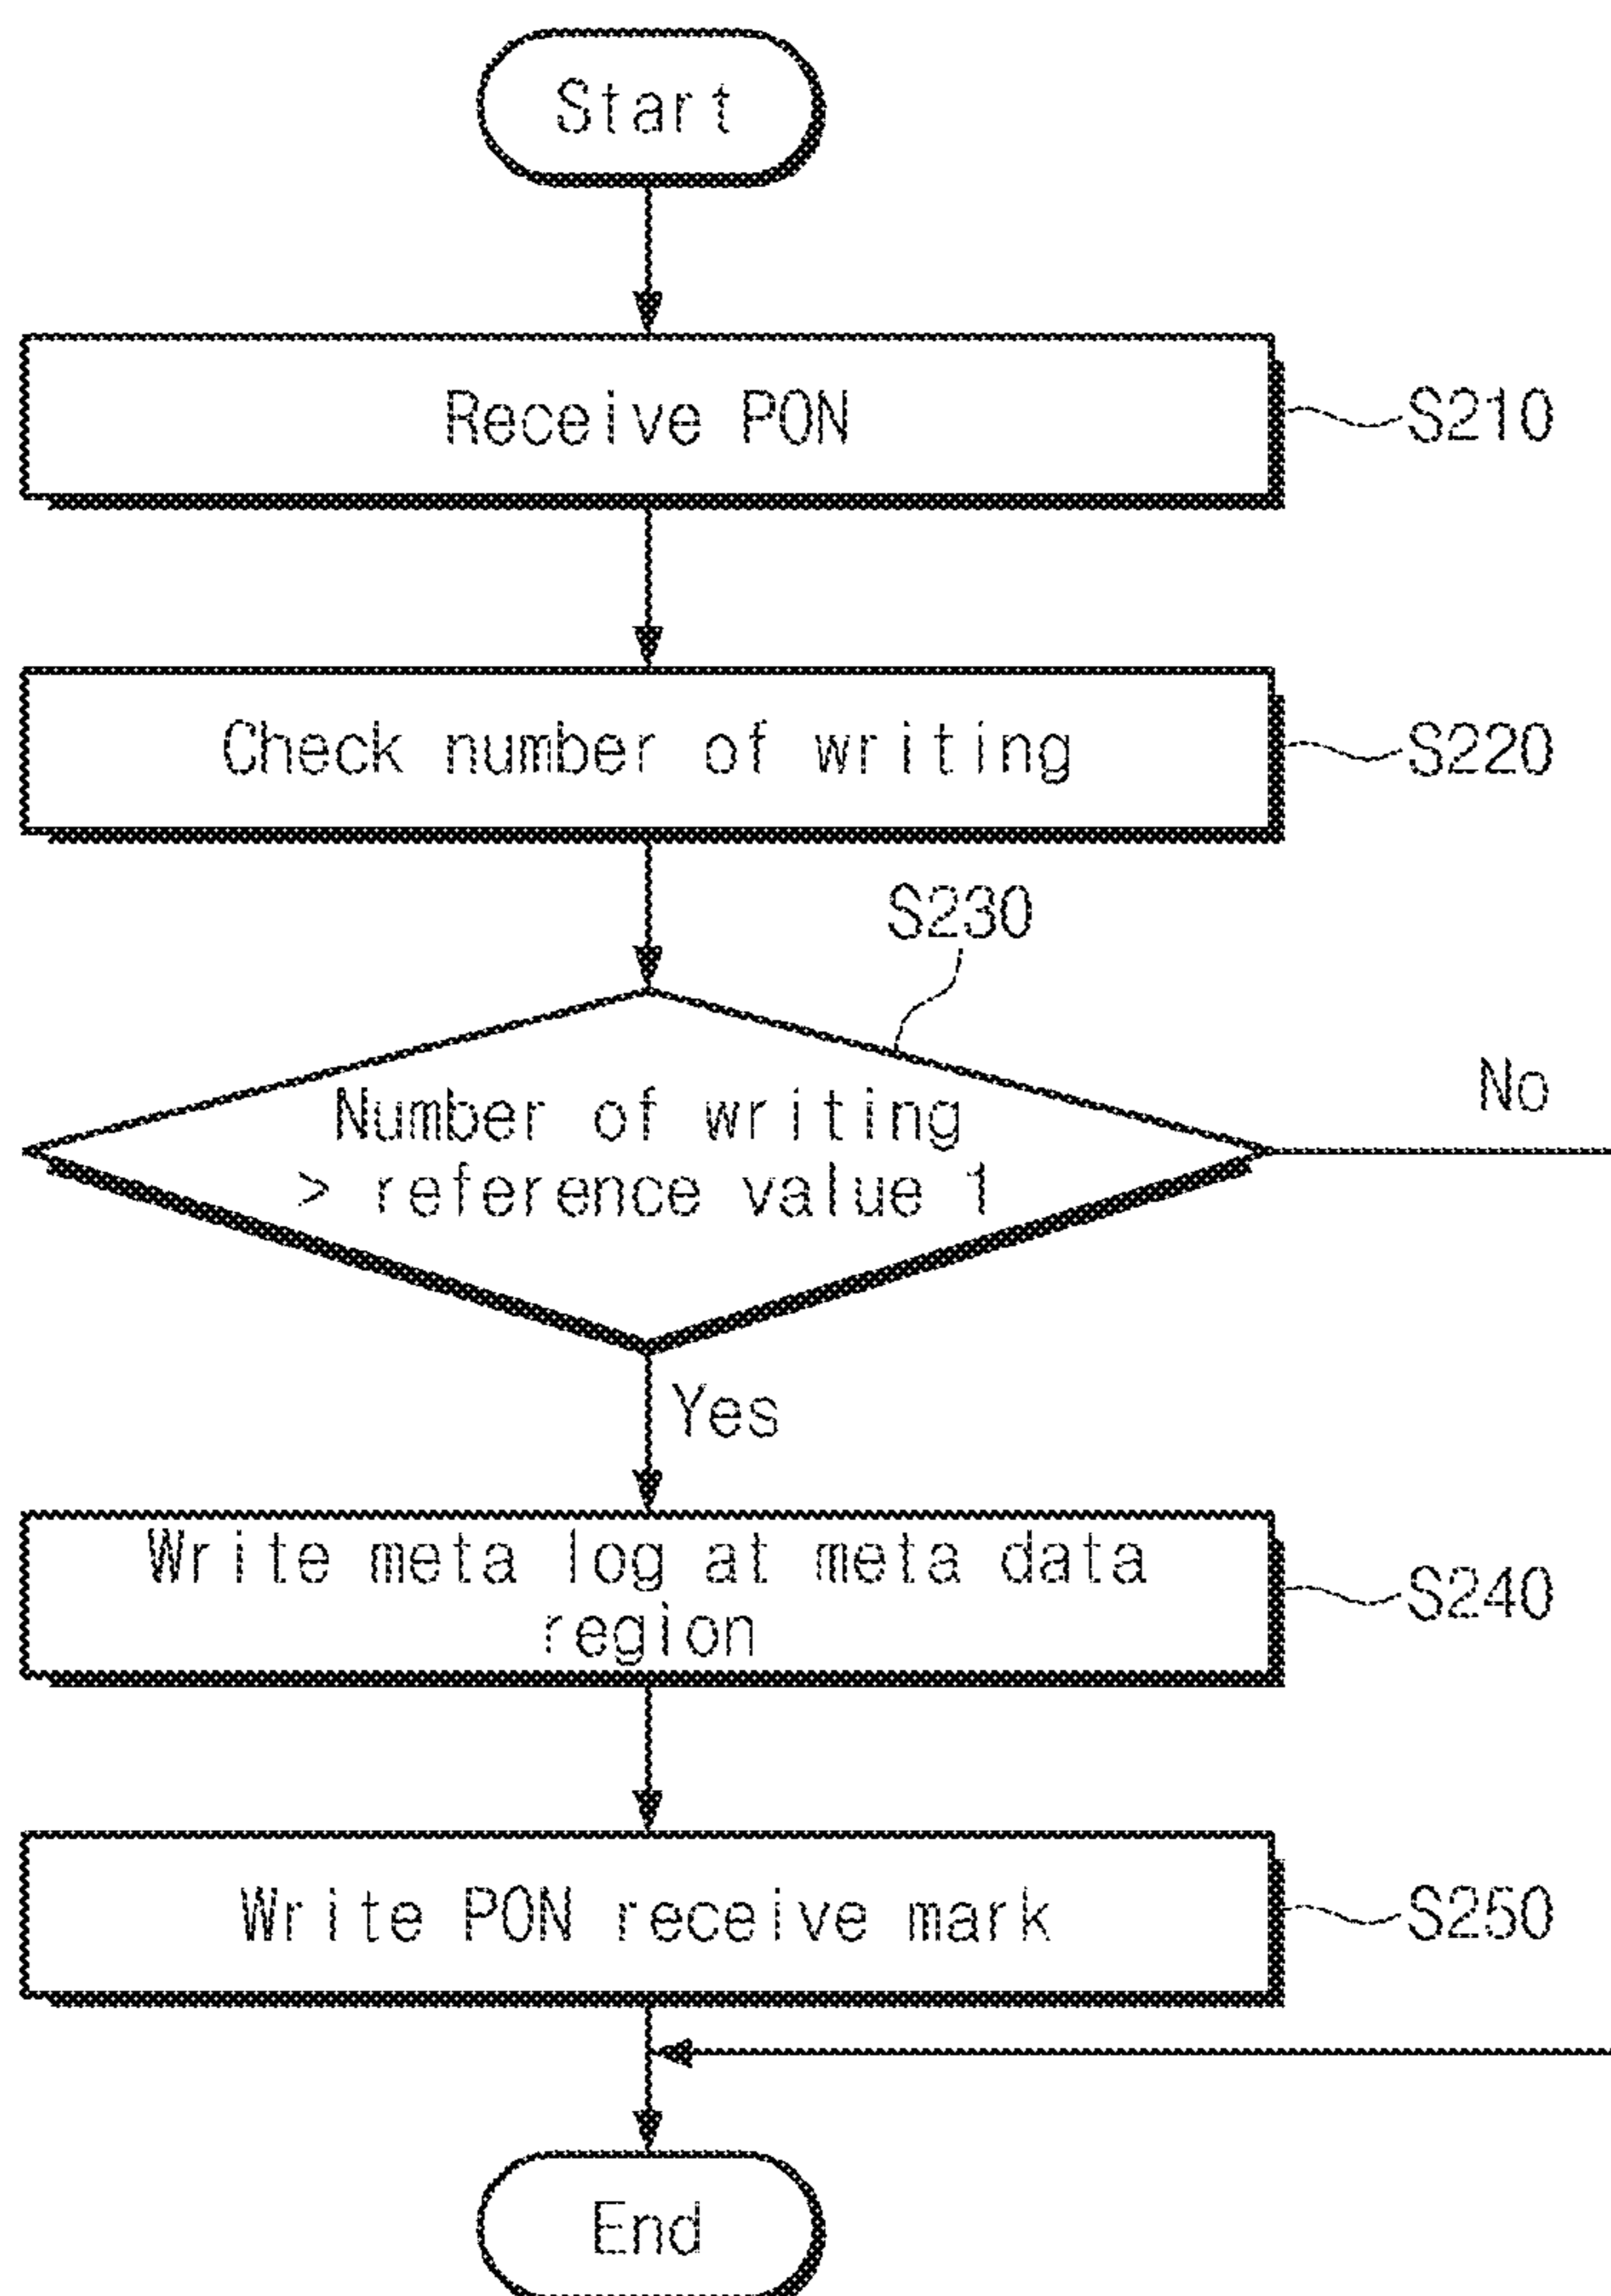 Start
Receive PON
S210
Check number of writing
S220
S230
Number of writing
> reference value 1
No
Yes
Write meta log at meta data
region
S240
Write PON receive mark
S250
End